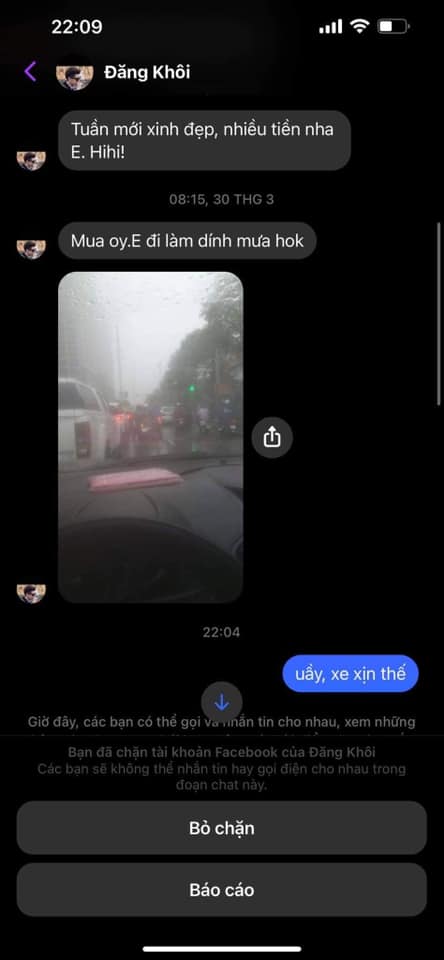 22:09
Đăng Khôi
Tuần mới xinh đẹp, nhiều tiền nha
E. Hihi!
08:15, 30 THG 3
Mua oy.E đi làm dính mưa hok
22:04
uầy, xe xịn thế
Giờ đây, các bạn có thể gọi và nhắn tin cho nhau, xem những
Bạn đã chặn tài khoản Facebook của Đăng Khôi
Các bạn sẽ không thể nhắn tin hay gọi điện cho nhau trong
đoạn chat này.
Bỏ chặn
Báo cáo